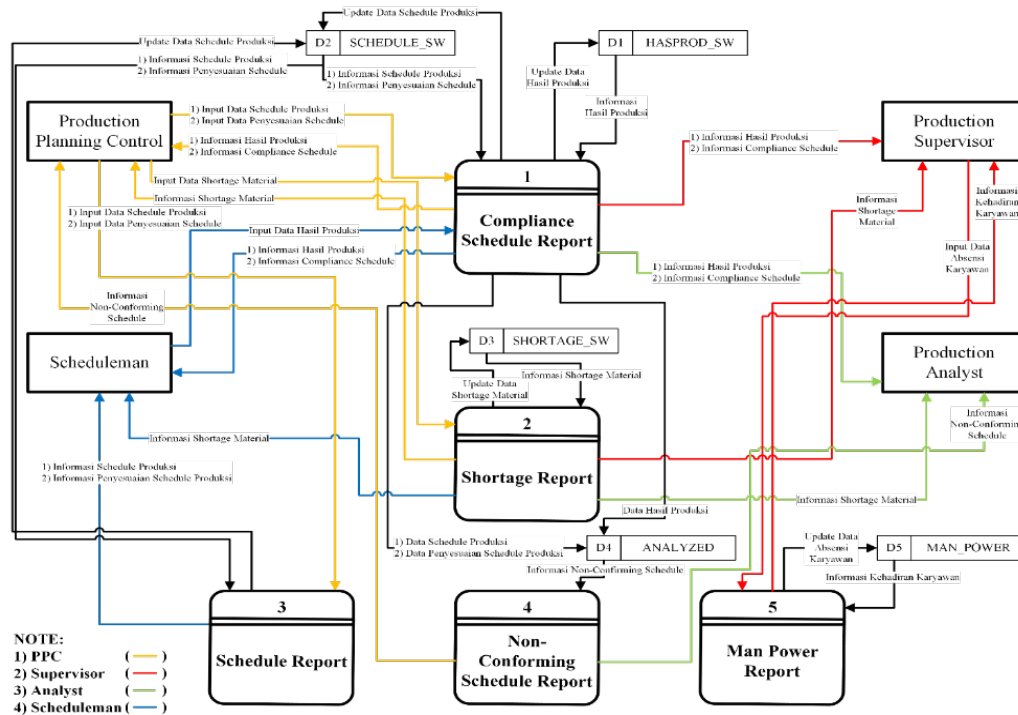 Update Data Schedule Produksi
Update Data Schedule Produksi
D2 SCHEDULE_SW
D1 HASPROD_SW
1) Informasi Schedule Produksi
2) Informasi Penyesuaian Schedule
1) Informasi Schedule Produksi
2) Informasi Penyesuaian Schedule
Update Data
Hasil Produksi
Informasi
Hasil Produksi
Production
Planning Control
1) Input Data Schedule Produksi
2) Input Data Penyesuaian Schedule
1) Informasi Hasil Produksi
2) Informasi Compliance Schedule
Input Data Shortage Material
Informasi Shortage Material
1
Compliance
Schedule Report
1) Informasi Hasil Produksi
2) Informasi Compliance Schedule
Production
Supervisor
Informasi
Kehadiran
Karyawan
Informasi
Shortage
Material
Input Data
Absensi
Karyawan
1) Input Data Schedule Produksi
2) Input Data Penyesuaian Schedule
Input Data Hasil Produksi
1) Informasi Hasil Produksi
2) Informasi Compliance Schedule
1) Informasi Hasil Produksi
2) Informasi Compliance Schedule
Informasi
Non-Conforming
Schedule
Scheduleman
D3 SHORTAGE_SW
Informasi Shortage Material
Update Data
Shortage Material
Production
Analyst
Informasi
Non-Conforming
Schedule
2
Shortage Report
Informasi Shortage Material
1) Informasi Schedule Produksi
2) Informasi Penyesuaian Schedule Produksi
Informasi Shortage Material
Data Hasil Produksi
1) Data Schedule Produksi
2) Data Penyesuaian Schedule Produksi
D4 ANALYZED
Informasi Non-Confirming Schedule
Update Data
Absensi
Karyawan
D5 MAN_POWER
Informasi Kehadiran Karyawan
3
Schedule Report
4
Non-
Conforming
Schedule Report
5
Man Power
Report
NOTE:
1) PPC ( )
2) Supervisor ( )
3) Analyst ( )
4) Scheduleman ( )